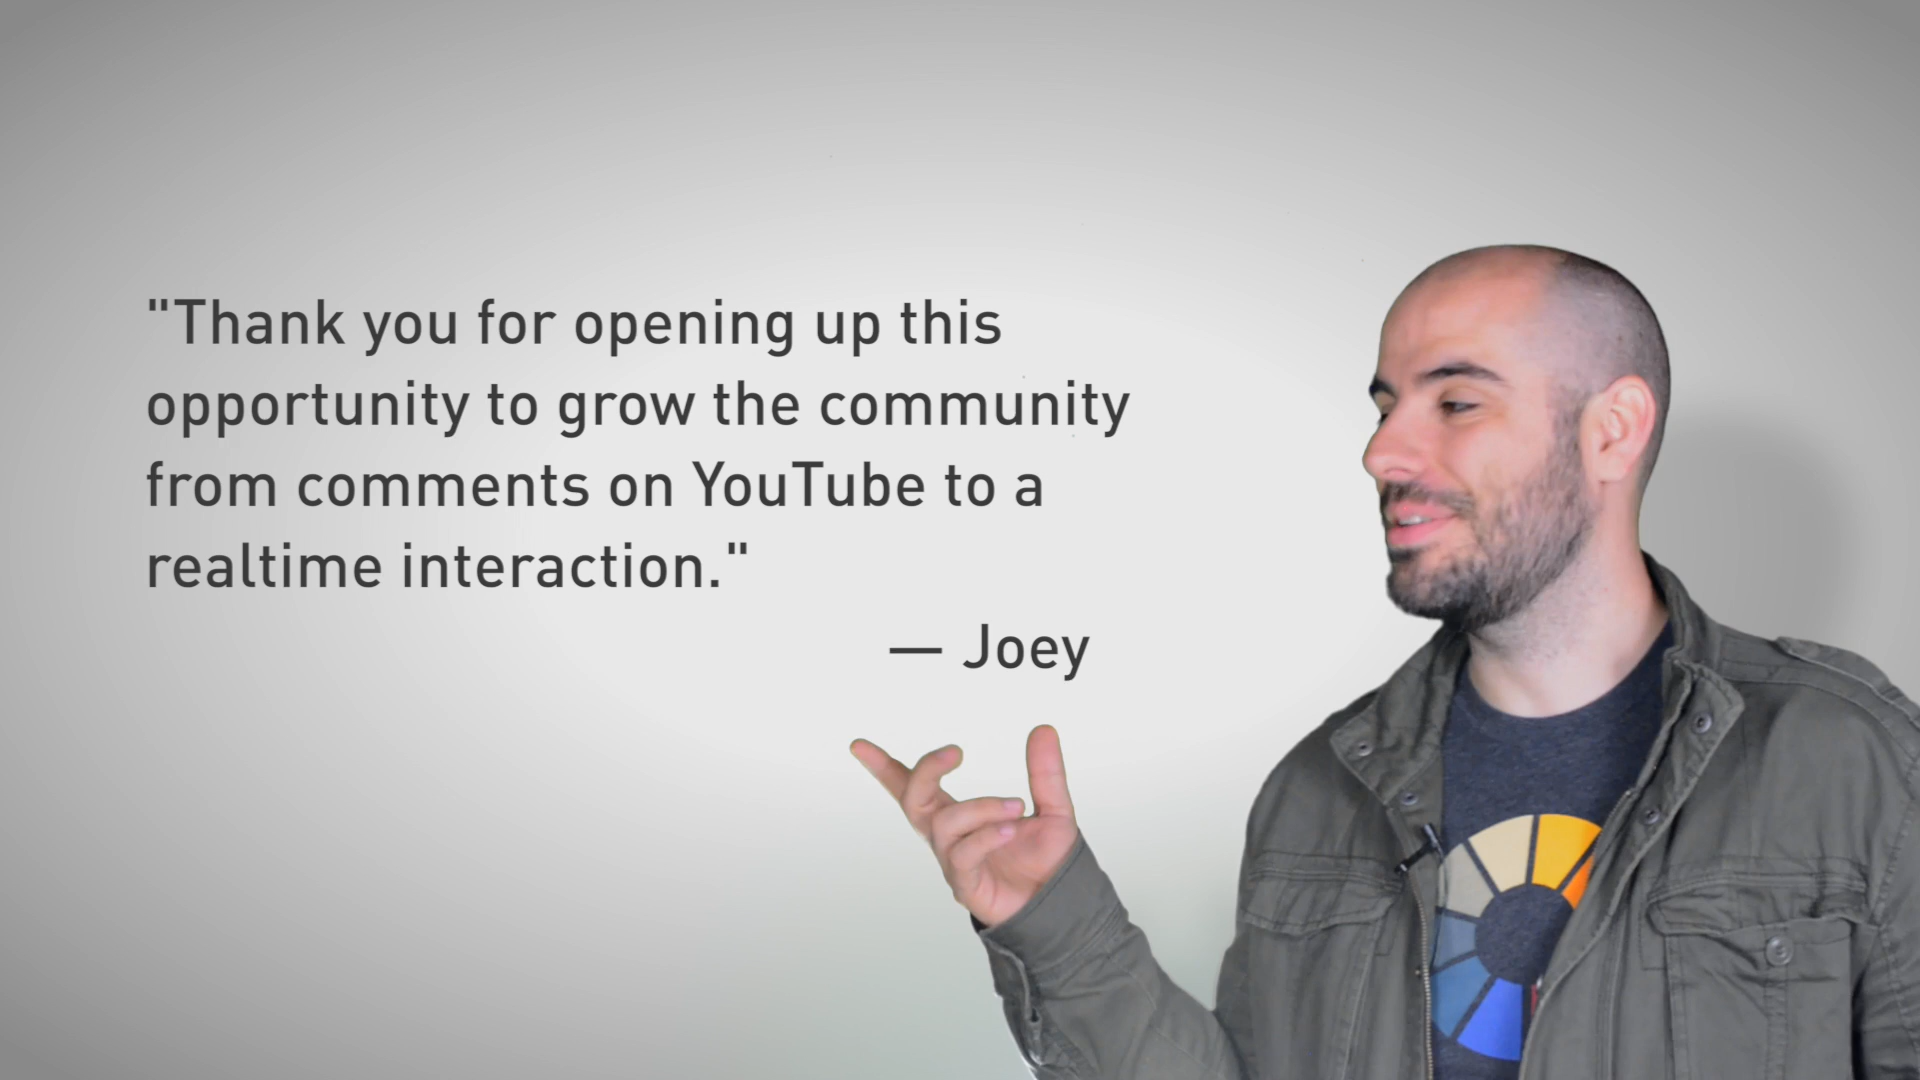 "Thank you for opening up this
opportunity to grow the community
from comments on YouTube to a
realtime interaction."
— Joey